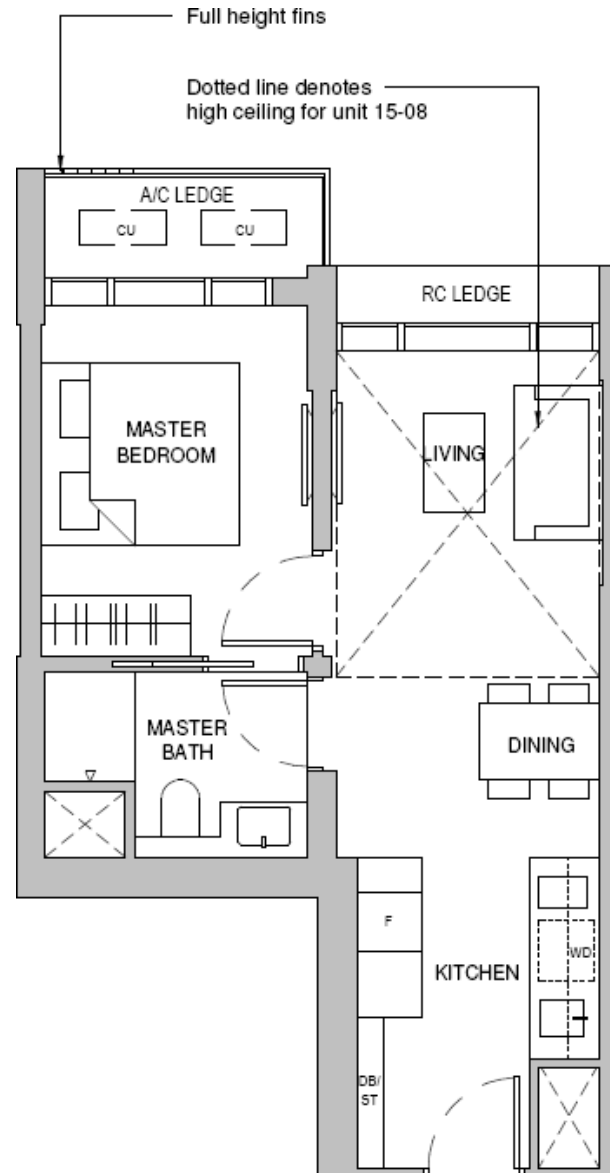 Full height fins
Dotted line denotes
high ceiling for unit 15-08
A/C LEDGE
CU
CU
RC LEDGE
MASTER
BEDROOM
LIVING
MASTER
BATH
DINING
F
WD
KITCHEN
DB/
ST